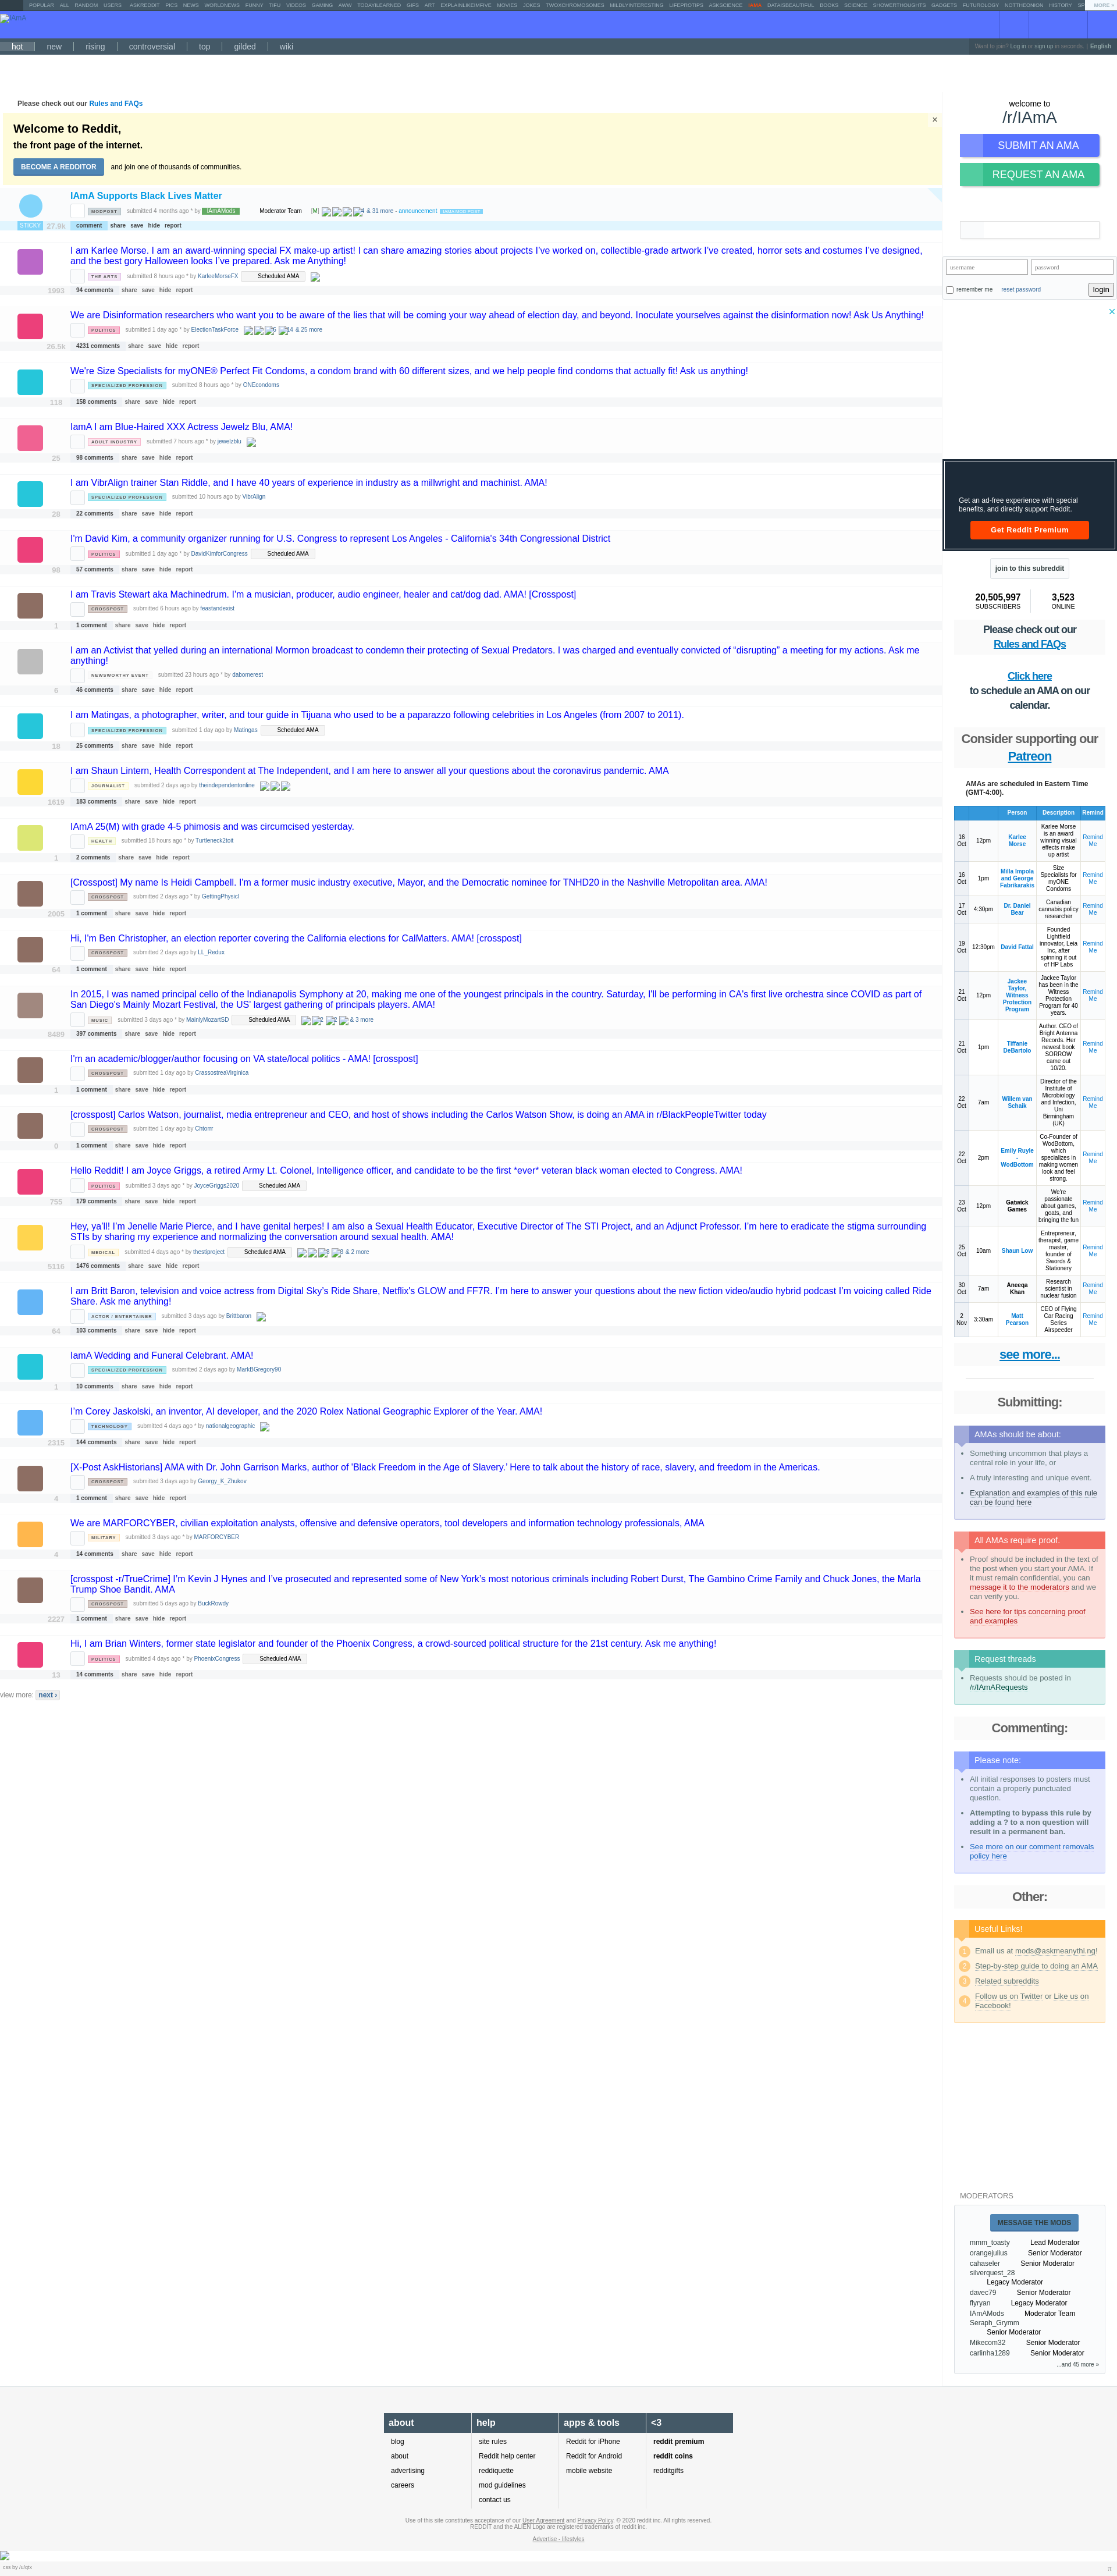 POPULAR ALL RANDOM USERS ASKREDDIT PICS NEWS WORLDNEWS FUNNY TIFU VIDEOS GAMING AWW TODAYILEARNED GIFS ART EXPLAINLIKEIMFIVE MOVIES JOKES TWOXCHROMOSOMES MILDLYINTERESTING LIFEPROTIPS ASKSCIENCE IAMA DATAISBEAUTIFUL BOOKS SCIENCE SHOWERTHOUGHTS GADGETS FUTUROLOGY NOTTHEONION HISTORY SP MORE »
hot new rising controversial top gilded wiki
Want to join? Log in or sign up in seconds. | English
Please check out our Rules and FAQs
Welcome to Reddit,
the front page of the internet.
BECOME A REDDITOR and join one of thousands of communities.
×
IAmA Supports Black Lives Matter
MODPOST submitted 4 months ago * by IAmAMods Moderator Team [M] & 31 more - announcement
STICKY 27.9k comment share save hide report
I am Karlee Morse. I am an award-winning special FX make-up artist! I can share amazing stories about projects I've worked on, collectible-grade artwork I've created, horror sets and costumes I've designed,
and the best gory Halloween looks I've prepared. Ask me Anything!
THE ARTS submitted 8 hours ago * by KarleeMorseFX Scheduled AMA
1993 94 comments share save hide report
We are Disinformation researchers who want you to be aware of the lies that will be coming your way ahead of election day, and beyond. Inoculate yourselves against the disinformation now! Ask Us Anything!
POLITICS submitted 1 day ago * by ElectionTaskForce 5 14 & 25 more
26.5k 4231 comments share save hide report
We're Size Specialists for myONE® Perfect Fit Condoms, a condom brand with 60 different sizes, and we help people find condoms that actually fit! Ask us anything!
SPECIALIZED PROFESSION submitted 8 hours ago * by ONEcondoms
118 158 comments share save hide report
IamA I am Blue-Haired XXX Actress Jewelz Blu, AMA!
ADULT INDUSTRY submitted 7 hours ago * by jewelzblu
25 98 comments share save hide report
I am VibrAlign trainer Stan Riddle, and I have 40 years of experience in industry as a millwright and machinist. AMA!
SPECIALIZED PROFESSION submitted 10 hours ago by VibrAlign
28 22 comments share save hide report
I'm David Kim, a community organizer running for U.S. Congress to represent Los Angeles - California's 34th Congressional District
POLITICS submitted 1 day ago * by DavidKimforCongress Scheduled AMA
98 57 comments share save hide report
I am Travis Stewart aka Machinedrum. I'm a musician, producer, audio engineer, healer and cat/dog dad. AMA! [Crosspost]
CROSSPOST submitted 6 hours ago by feastandexist
1 1 comment share save hide report
I am an Activist that yelled during an international Mormon broadcast to condemn their protecting of Sexual Predators. I was charged and eventually convicted of "disrupting" a meeting for my actions. Ask me
anything!
NEWSWORTHY EVENT submitted 23 hours ago * by dabomerest
6 46 comments share save hide report
I am Matingas, a photographer, writer, and tour guide in Tijuana who used to be a paparazzo following celebrities in Los Angeles (from 2007 to 2011).
SPECIALIZED PROFESSION submitted 1 day ago by Matingas Scheduled AMA
18 25 comments share save hide report
I am Shaun Lintern, Health Correspondent at The Independent, and I am here to answer all your questions about the coronavirus pandemic. AMA
JOURNALIST submitted 2 days ago by theindependentonline
1619 183 comments share save hide report
IAmA 25(M) with grade 4-5 phimosis and was circumcised yesterday.
HEALTH submitted 18 hours ago * by Turtleneck2toit
1 2 comments share save hide report
[Crosspost] My name Is Heidi Campbell. I'm a former music industry executive, Mayor, and the Democratic nominee for TNHD20 in the Nashville Metropolitan area. AMA!
CROSSPOST submitted 2 days ago * by GettingPhysicl
2005 1 comment share save hide report
Hi, I'm Ben Christopher, an election reporter covering the California elections for CalMatters. AMA! [crosspost]
CROSSPOST submitted 2 days ago by LL_Redux
64 1 comment share save hide report
In 2015, I was named principal cello of the Indianapolis Symphony at 20, making me one of the youngest principals in the country. Saturday, I'll be performing in CA's first live orchestra since COVID as part of
San Diego's Mainly Mozart Festival, the US' largest gathering of principals players. AMA!
MUSIC submitted 3 days ago * by MainlyMozartSD Scheduled AMA & 3 more
8489 397 comments share save hide report
I'm an academic/blogger/author focusing on VA state/local politics - AMA! [crosspost]
CROSSPOST submitted 1 day ago by CrassostreaVirginica
1 1 comment share save hide report
[crosspost] Carlos Watson, journalist, media entrepreneur and CEO, and host of shows including the Carlos Watson Show, is doing an AMA in r/BlackPeopleTwitter today
CROSSPOST submitted 1 day ago by Chtorrr
0 1 comment share save hide report
Hello Reddit! I am Joyce Griggs, a retired Army Lt. Colonel, Intelligence officer, and candidate to be the first *ever* veteran black woman elected to Congress. AMA!
POLITICS submitted 3 days ago * by JoyceGriggs2020 Scheduled AMA
755 179 comments share save hide report
Hey, ya'll! I'm Jenelle Marie Pierce, and I have genital herpes! I am also a Sexual Health Educator, Executive Director of The STI Project, and an Adjunct Professor. I'm here to eradicate the stigma surrounding
STIs by sharing my experience and normalizing the conversation around sexual health. AMA!
MEDICAL submitted 4 days ago * by thestiproject Scheduled AMA 8 3 & 2 more
5116 1476 comments share save hide report
I am Britt Baron, television and voice actress from Digital Sky's Ride Share, Netflix's GLOW and FF7R. I'm here to answer your questions about the new fiction video/audio hybrid podcast I'm voicing called Ride
Share. Ask me anything!
ACTOR / ENTERTAINER submitted 3 days ago by Brittbaron
64 103 comments share save hide report
IamA Wedding and Funeral Celebrant. AMA!
SPECIALIZED PROFESSION submitted 2 days ago by MarkBGregory90
1 10 comments share save hide report
I'm Corey Jaskolski, an inventor, AI developer, and the 2020 Rolex National Geographic Explorer of the Year. AMA!
TECHNOLOGY submitted 4 days ago * by nationalgeographic
2315 144 comments share save hide report
[X-Post AskHistorians] AMA with Dr. John Garrison Marks, author of 'Black Freedom in the Age of Slavery.' Here to talk about the history of race, slavery, and freedom in the Americas.
CROSSPOST submitted 3 days ago by Georgy_K_Zhukov
4 1 comment share save hide report
We are MARFORCYBER, civilian exploitation analysts, offensive and defensive operators, tool developers and information technology professionals, AMA
MILITARY submitted 3 days ago * by MARFORCYBER
4 14 comments share save hide report
[crosspost -r/TrueCrime] I'm Kevin J Hynes and I've prosecuted and represented some of New York's most notorious criminals including Robert Durst, The Gambino Crime Family and Chuck Jones, the Marla
Trump Shoe Bandit. AMA
CROSSPOST submitted 5 days ago by BuckRowdy
2227 1 comment share save hide report
Hi, I am Brian Winters, former state legislator and founder of the Phoenix Congress, a crowd-sourced political structure for the 21st century. Ask me anything!
POLITICS submitted 4 days ago * by PhoenixCongress Scheduled AMA
13 14 comments share save hide report
view more: next ›
welcome to
/r/IAmA
SUBMIT AN AMA
REQUEST AN AMA
username password
remember me reset password login
Get an ad-free experience with special
benefits, and directly support Reddit.
Get Reddit Premium
join to this subreddit
20,505,997 3,523
SUBSCRIBERS ONLINE
Please check out our
Rules and FAQs
Click here
to schedule an AMA on our
calendar.
Consider supporting our
Patreon
AMAs are scheduled in Eastern Time
(GMT-4:00).
Person Description Remind
16 Oct 12pm Karlee Morse Karlee Morse is an award winning visual effects make up artist Remind Me
16 Oct 1pm Milla Impola and George Fabrikarakis Size Specialists for myONE Condoms Remind Me
17 Oct 4:30pm Dr. Daniel Bear Canadian cannabis policy researcher Remind Me
19 Oct 12:30pm David Fattal Founded Lightfield innovator, Leia Inc, after spinning it out of HP Labs Remind Me
21 Oct 12pm Jackee Taylor, Witness Protection Program Jackee Taylor has been in the Witness Protection Program for 40 years. Remind Me
21 Oct 1pm Tiffanie DeBartolo Author. CEO of Bright Antenna Records. Her newest book SORROW came out 10/20. Remind Me
22 Oct 7am Willem van Schaik Director of the Institute of Microbiology and Infection, Uni Birmingham (UK) Remind Me
22 Oct 2pm Emily Ruyle - WodBottom Co-Founder of WodBottom, which specializes in making women look and feel strong. Remind Me
23 Oct 12pm Gatwick Games We're passionate about games, goats, and bringing the fun Remind Me
25 Oct 10am Shaun Low Entrepreneur, therapist, game master, founder of Swords & Stationery Remind Me
30 Oct 7am Aneeqa Khan Research scientist in nuclear fusion Remind Me
2 Nov 3:30am Matt Pearson CEO of Flying Car Racing Series Airspeeder Remind Me
see more...
Submitting:
AMAs should be about:
Something uncommon that plays a
central role in your life, or
A truly interesting and unique event.
Explanation and examples of this rule
can be found here
All AMAs require proof.
Proof should be included in the text of
the post when you start your AMA. If
it must remain confidential, you can
message it to the moderators and we
can verify you.
See here for tips concerning proof
and examples
Request threads
Requests should be posted in
/r/IAmARequests
Commenting:
Please note:
All initial responses to posters must
contain a properly punctuated
question.
Attempting to bypass this rule by
adding a ? to a non question will
result in a permanent ban.
See more on our comment removals
policy here
Other:
Useful Links!
1 Email us at mods@askmeanythi.ng!
2 Step-by-step guide to doing an AMA
3 Related subreddits
4 Follow us on Twitter or Like us on
Facebook!
MODERATORS
MESSAGE THE MODS
mmm_toasty Lead Moderator
orangejulius Senior Moderator
cahaseler Senior Moderator
silverquest_28
Legacy Moderator
davec79 Senior Moderator
flyryan Legacy Moderator
IAmAMods Moderator Team
Seraph_Grymm
Senior Moderator
Mikecom32 Senior Moderator
carlinha1289 Senior Moderator
...and 45 more »
about help apps & tools <3
blog site rules Reddit for iPhone reddit premium
about Reddit help center Reddit for Android reddit coins
advertising reddiquette mobile website redditgifts
careers mod guidelines
contact us
Use of this site constitutes acceptance of our User Agreement and Privacy Policy. © 2020 reddit inc. All rights reserved.
REDDIT and the ALIEN Logo are registered trademarks of reddit inc.
Advertise - lifestyles
css by /u/qtx
π